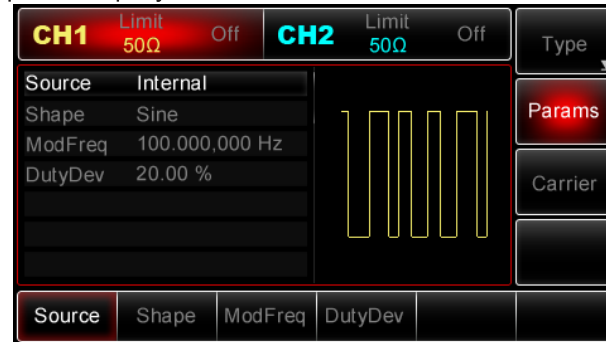 CH1 Limit 50Ω Off CH2 Limit 50Ω Off
Type
Source Internal
Shape Sine
Params
ModFreq 100.000,000 Hz
DutyDev 20.00 %
Carrier
Source Shape ModFreq DutyDev